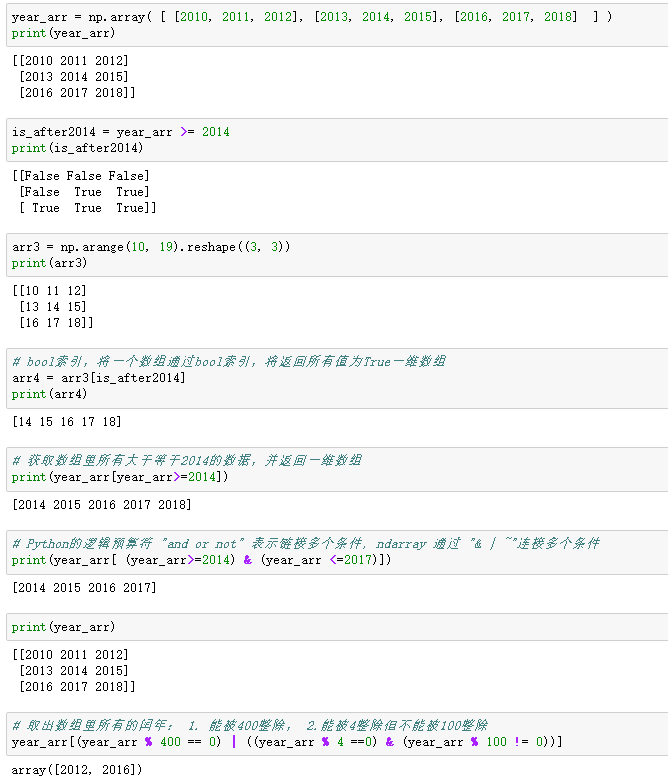 year_arr = np.array( [ [2010, 2011, 2012], [2013, 2014, 2015], [2016, 2017, 2018]  ] )
print(year_arr)
[[2010 2011 2012]
 [2013 2014 2015]
 [2016 2017 2018]]
is_after2014 = year_arr >= 2014
print(is_after2014)
[[False False False]
 [False  True  True]
 [ True  True  True]]
arr3 = np.arange(10, 19).reshape((3, 3))
print(arr3)
[[10 11 12]
 [13 14 15]
 [16 17 18]]
# bool索引，将一个数组通过bool索引，将返回所有值为True一维数组
arr4 = arr3[is_after2014]
print(arr4)
[14 15 16 17 18]
# 获取数组里所有大于等于2014的数据，并返回一维数组
print(year_arr[year_arr>=2014])
[2014 2015 2016 2017 2018]
# Python的逻辑预算符 "and or not" 表示链接多个条件, ndarray 通过 "& | ~"连接多个条件
print(year_arr[ (year_arr>=2014) & (year_arr <=2017)])
[2014 2015 2016 2017]
print(year_arr)
[[2010 2011 2012]
 [2013 2014 2015]
 [2016 2017 2018]]
# 取出数组里所有的闰年： 1. 能被400整除， 2.能被4整除但不能被100整除
year_arr[(year_arr % 400 == 0) | ((year_arr % 4 ==0) & (year_arr % 100 != 0))]
array([2012, 2016])